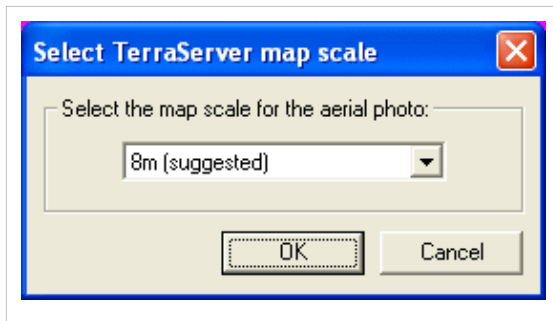 Select TerraServer map scale
Select the map scale for the aerial photo:
8m (suggested)
OK Cancel